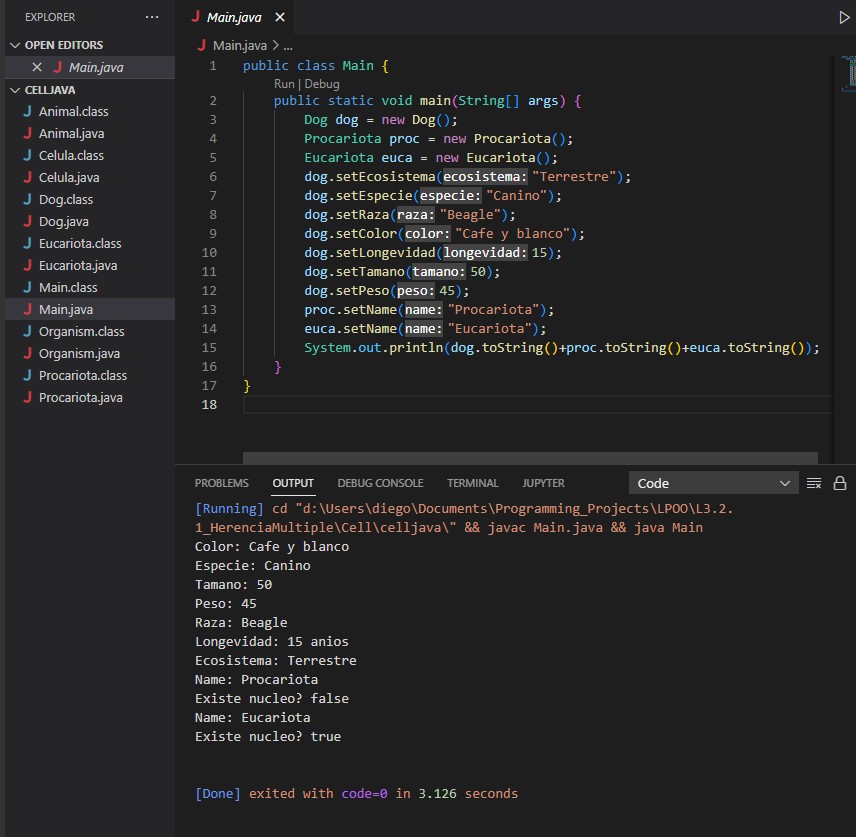 EXPLORER
...
OPEN EDITORS
Main.java
CELLJAVA
Animal.class
Animal.java
Celula.class
Celula.java
Dog.class
Dog.java
Eucariota.class
Eucariota.java
Main.class
Main.java
Organism.class
Organism.java
Procariota.class
Procariota.java
Main.java
Main.java > ...
1 public class Main {
Run | Debug
2 public static void main(String[] args) {
3 Dog dog = new Dog();
4 Procariota proc = new Procariota();
5 Eucariota euca = new Eucariota();
6 dog.setEcosistema(ecosistema: "Terrestre");
7 dog.setEspecie(especie: "Canino");
8 dog.setRaza(raza: "Beagle");
9 dog.setColor(color: "Cafe y blanco");
10 dog.setLongevidad(longevidad: 15);
11 dog.setTamano(tamano: 50);
12 dog.setPeso(peso: 45);
13 proc.setName(name: "Procariota");
14 euca.setName(name: "Eucariota");
15 System.out.println(dog.toString()+proc.toString()+euca.toString());
16 }
17 }
18
PROBLEMS OUTPUT DEBUG CONSOLE TERMINAL JUPYTER Code
[Running] cd "d:\Users\diego\Documents\Programming_Projects\LPOO\L3.2.
1_HerenciaMultiple\Cell\celljava\" && javac Main.java && java Main
Color: Cafe y blanco
Especie: Canino
Tamano: 50
Peso: 45
Raza: Beagle
Longevidad: 15 anios
Ecosistema: Terrestre
Name: Procariota
Existe nucleo? false
Name: Eucariota
Existe nucleo? true
[Done] exited with code=0 in 3.126 seconds